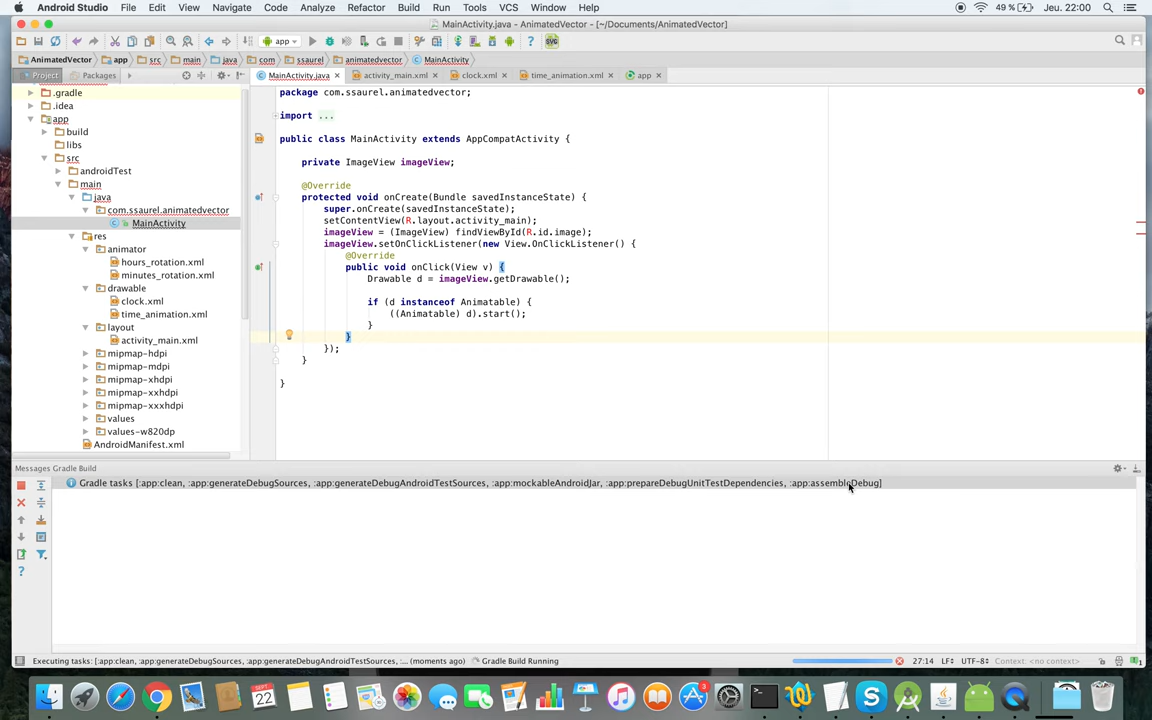 Android Studio File Edit View Navigate Code Analyze Refactor Build Run Tools VCS Window Help 49 % Jeu. 22:00
MainActivity.java - AnimatedVector - [~/Documents/AnimatedVector]
app
AnimatedVector app src main java com ssaurel animatedvector MainActivity
Project Packages MainActivity.java activity_main.xml clock.xml time_animation.xml app
.gradle
.idea
app
build
libs
src
androidTest
main
java
com.ssaurel.animatedvector
MainActivity
res
animator
hours_rotation.xml
minutes_rotation.xml
drawable
clock.xml
time_animation.xml
layout
activity_main.xml
mipmap-hdpi
mipmap-mdpi
mipmap-xhdpi
mipmap-xxhdpi
mipmap-xxxhdpi
values
values-w820dp
AndroidManifest.xml
package com.ssaurel.animatedvector;
import ...
public class MainActivity extends AppCompatActivity {
private ImageView imageView;
@Override
protected void onCreate(Bundle savedInstanceState) {
super.onCreate(savedInstanceState);
setContentView(R.layout.activity_main);
imageView = (ImageView) findViewById(R.id.image);
imageView.setOnClickListener(new View.OnClickListener() {
@Override
public void onClick(View v) {
Drawable d = imageView.getDrawable();
if (d instanceof Animatable) {
((Animatable) d).start();
}
}
});
}
}
Messages Gradle Build
Gradle tasks [:app:clean, :app:generateDebugSources, :app:generateDebugAndroidTestSources, :app:mockableAndroidJar, :app:prepareDebugUnitTestDependencies, :app:assembleDebug]
Executing tasks: [:app:clean, :app:generateDebugSources, :app:generateDebugAndroidTestSources, :... (moments ago) Gradle Build Running 27:14 LF÷ UTF-8÷ Context: <no context>
SEPT. 22
3